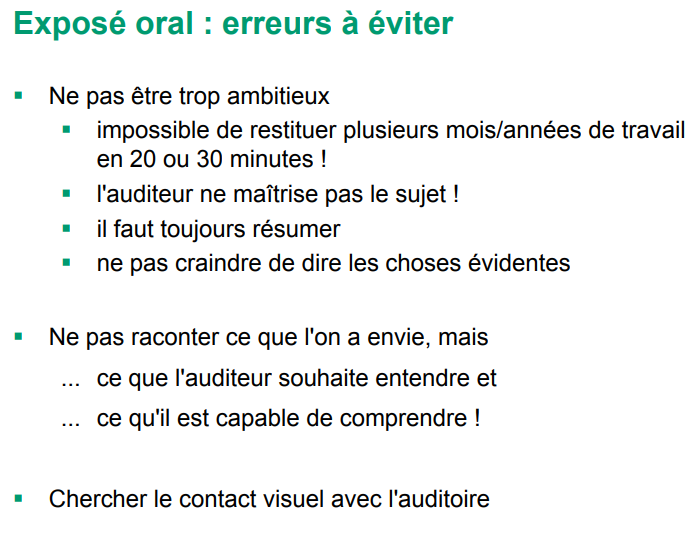 Exposé oral : erreurs à éviter
▪ Ne pas être trop ambitieux
▪ impossible de restituer plusieurs mois/années de travail
en 20 ou 30 minutes !
▪ l'auditeur ne maîtrise pas le sujet !
▪ il faut toujours résumer
▪ ne pas craindre de dire les choses évidentes
▪ Ne pas raconter ce que l'on a envie, mais
... ce que l'auditeur souhaite entendre et
... ce qu'il est capable de comprendre !
▪ Chercher le contact visuel avec l'auditoire